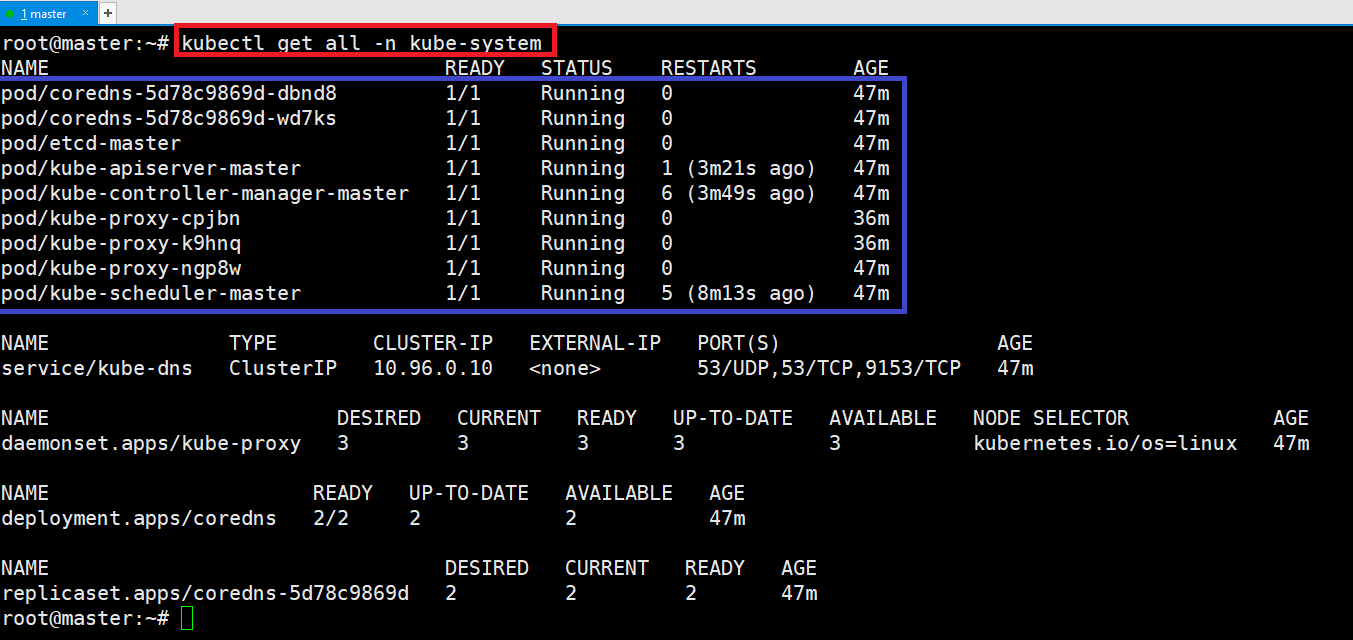 1 master × +
root@master:~# kubectl get all -n kube-system
NAME READY STATUS RESTARTS AGE
pod/coredns-5d78c9869d-dbnd8 1/1 Running 0 47m
pod/coredns-5d78c9869d-wd7ks 1/1 Running 0 47m
pod/etcd-master 1/1 Running 0 47m
pod/kube-apiserver-master 1/1 Running 1 (3m21s ago) 47m
pod/kube-controller-manager-master 1/1 Running 6 (3m49s ago) 47m
pod/kube-proxy-cpjbn 1/1 Running 0 36m
pod/kube-proxy-k9hnq 1/1 Running 0 36m
pod/kube-proxy-ngp8w 1/1 Running 0 47m
pod/kube-scheduler-master 1/1 Running 5 (8m13s ago) 47m
NAME TYPE CLUSTER-IP EXTERNAL-IP PORT(S) AGE
service/kube-dns ClusterIP 10.96.0.10 <none> 53/UDP,53/TCP,9153/TCP 47m
NAME DESIRED CURRENT READY UP-TO-DATE AVAILABLE NODE SELECTOR AGE
daemonset.apps/kube-proxy 3 3 3 3 3 kubernetes.io/os=linux 47m
NAME READY UP-TO-DATE AVAILABLE AGE
deployment.apps/coredns 2/2 2 2 47m
NAME DESIRED CURRENT READY AGE
replicaset.apps/coredns-5d78c9869d 2 2 2 47m
root@master:~#